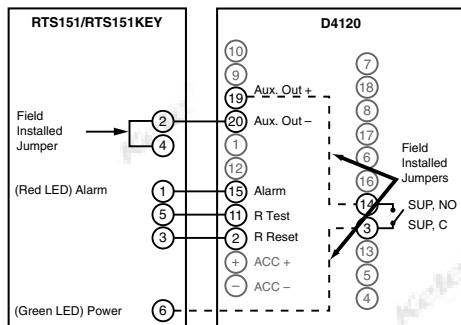 RTS151/RTS151KEY
D4120
10
9
19 Aux. Out +
20 Aux. Out –
1
12
15 Alarm
11 R Test
2 R Reset
+ ACC +
– ACC –
7
18
8
17
6
16
14 SUP, NO
3 SUP, C
13
5
4
Field
Installed
Jumpers
Field
Installed
Jumper
2
4
(Red LED) Alarm 1
5
3
(Green LED) Power 6